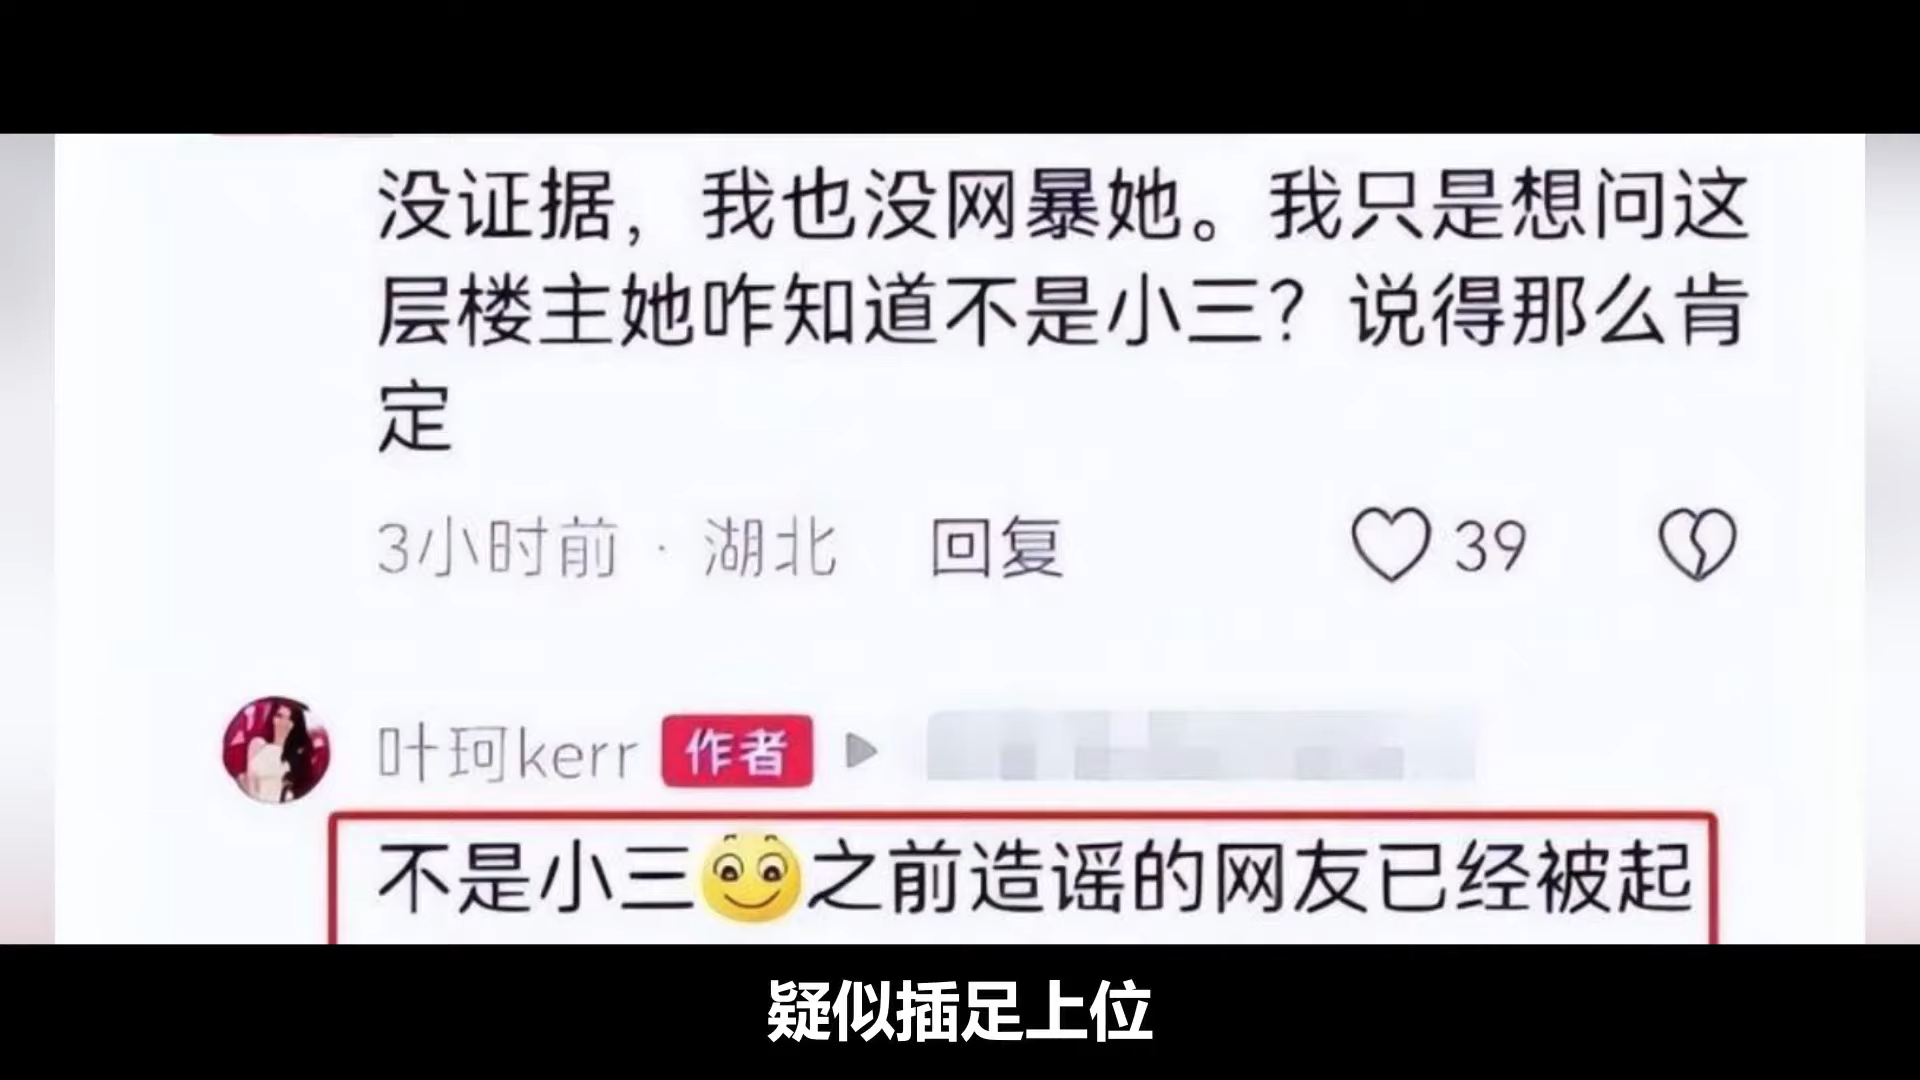 没证据，我也没网暴她。我只是想问这
层楼主她咋知道不是小三？说得那么肯
定
3小时前 · 湖北 回复 39
叶珂kerr 作者
不是小三之前造谣的网友已经被起
疑似插足上位